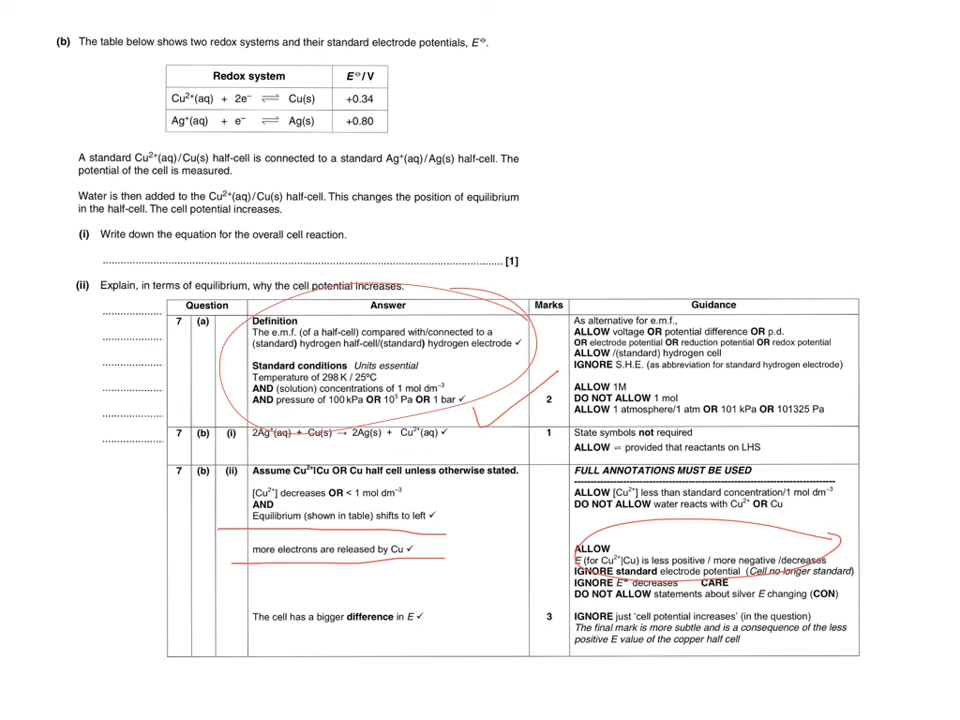 (b) The table below shows two redox systems and their standard electrode potentials, E⦵.
Redox system E⦵/V
Cu²⁺(aq) + 2e⁻ ⇌ Cu(s) +0.34
Ag⁺(aq) + e⁻ ⇌ Ag(s) +0.80
A standard Cu²⁺(aq)/Cu(s) half-cell is connected to a standard Ag⁺(aq)/Ag(s) half-cell. The
potential of the cell is measured.
Water is then added to the Cu²⁺(aq)/Cu(s) half-cell. This changes the position of equilibrium
in the half-cell. The cell potential increases.
(i) Write down the equation for the overall cell reaction.
[1]
(ii) Explain, in terms of equilibrium, why the cell potential increases.
Question Answer Marks Guidance
7 (a) Definition
The e.m.f. (of a half-cell) compared with/connected to a
(standard) hydrogen half-cell/(standard) hydrogen electrode ✓
Standard conditions Units essential
Temperature of 298 K / 25°C
AND (solution) concentrations of 1 mol dm⁻³
AND pressure of 100 kPa OR 10⁵ Pa OR 1 bar ✓
2
As alternative for e.m.f.,
ALLOW voltage OR potential difference OR p.d.
OR electrode potential OR reduction potential OR redox potential
ALLOW /(standard) hydrogen cell
IGNORE S.H.E. (as abbreviation for standard hydrogen electrode)
ALLOW 1M
DO NOT ALLOW 1 mol
ALLOW 1 atmosphere/1 atm OR 101 kPa OR 101325 Pa
7 (b) (i) 2Ag⁺(aq) + Cu(s) → 2Ag(s) + Cu²⁺(aq) ✓ 1
State symbols not required
ALLOW ⇌ provided that reactants on LHS
7 (b) (ii) Assume Cu²⁺|Cu OR Cu half cell unless otherwise stated.
[Cu²⁺] decreases OR < 1 mol dm⁻³
AND
Equilibrium (shown in table) shifts to left ✓
more electrons are released by Cu ✓
The cell has a bigger difference in E ✓
3
FULL ANNOTATIONS MUST BE USED
ALLOW [Cu²⁺] less than standard concentration/1 mol dm⁻³
DO NOT ALLOW water reacts with Cu²⁺ OR Cu
ALLOW
E (for Cu²⁺|Cu) is less positive / more negative /decreases
IGNORE standard electrode potential (Cell no longer standard)
IGNORE E⦵ decreases CARE
DO NOT ALLOW statements about silver E changing (CON)
IGNORE just 'cell potential increases' (in the question)
The final mark is more subtle and is a consequence of the less
positive E value of the copper half cell